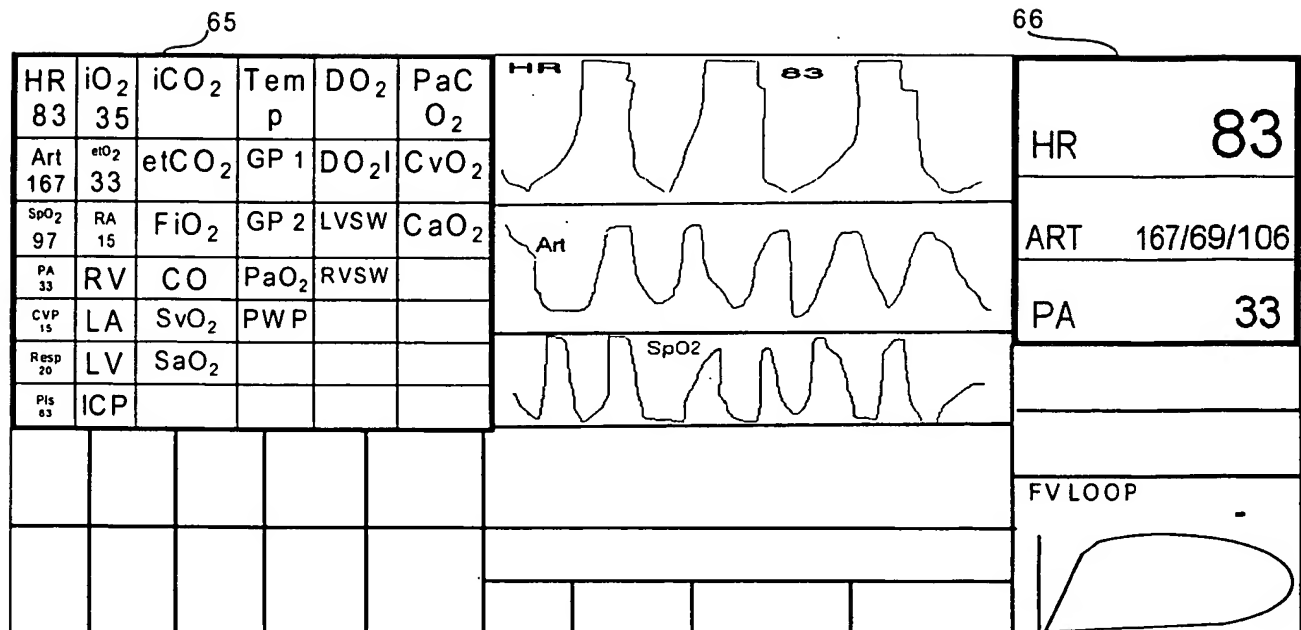 65
66
HR iO₂ iCO₂ Tem DO₂ PaC
83 35 p O₂
Art etO₂ etCO₂ GP 1 DO₂I CvO₂
167 33
SpO₂ RA FiO₂ GP 2 LVSW CaO₂
97 15
PA RV CO PaO₂ RVSW
33
CVP LA SvO₂ PWP
15
Resp LV SaO₂
20
Pls ICP
83
HR 83
Art
SpO2
HR 83
ART 167/69/106
PA 33
FV LOOP